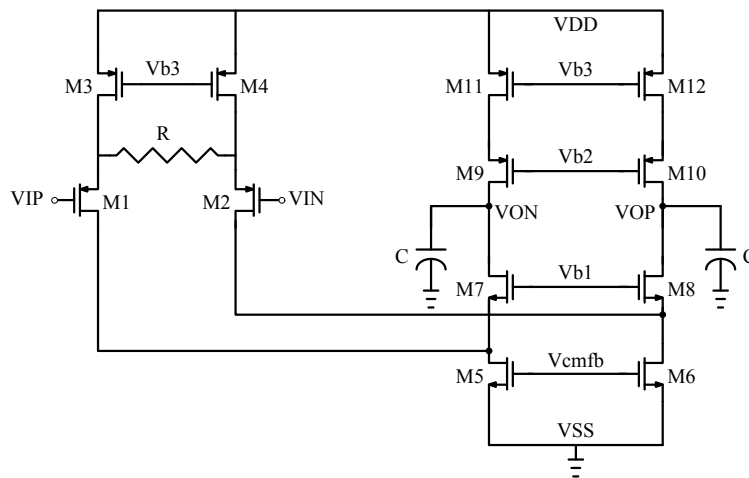 VDD
Vb3
M3
M4
Vb3
M11
M12
R
Vb2
M9
M10
VIP
M1
M2
VIN
VON
VOP
C
C
Vb1
M7
M8
Vcmfb
M5
M6
VSS